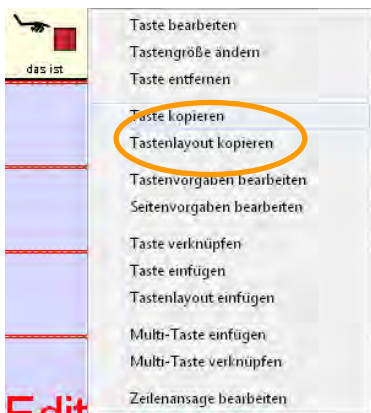 das ist
Taste bearbeiten
Tastengröße ändern
Taste entfernen
Taste kopieren
Tastenlayout kopieren
Tastenvorgaben bearbeiten
Seitenvorgaben bearbeiten
Taste verknüpfen
Taste einfügen
Tastenlayout einfügen
Multi-Taste einfügen
Multi-Taste verknüpfen
Zeilenansage bearbeiten
Edit